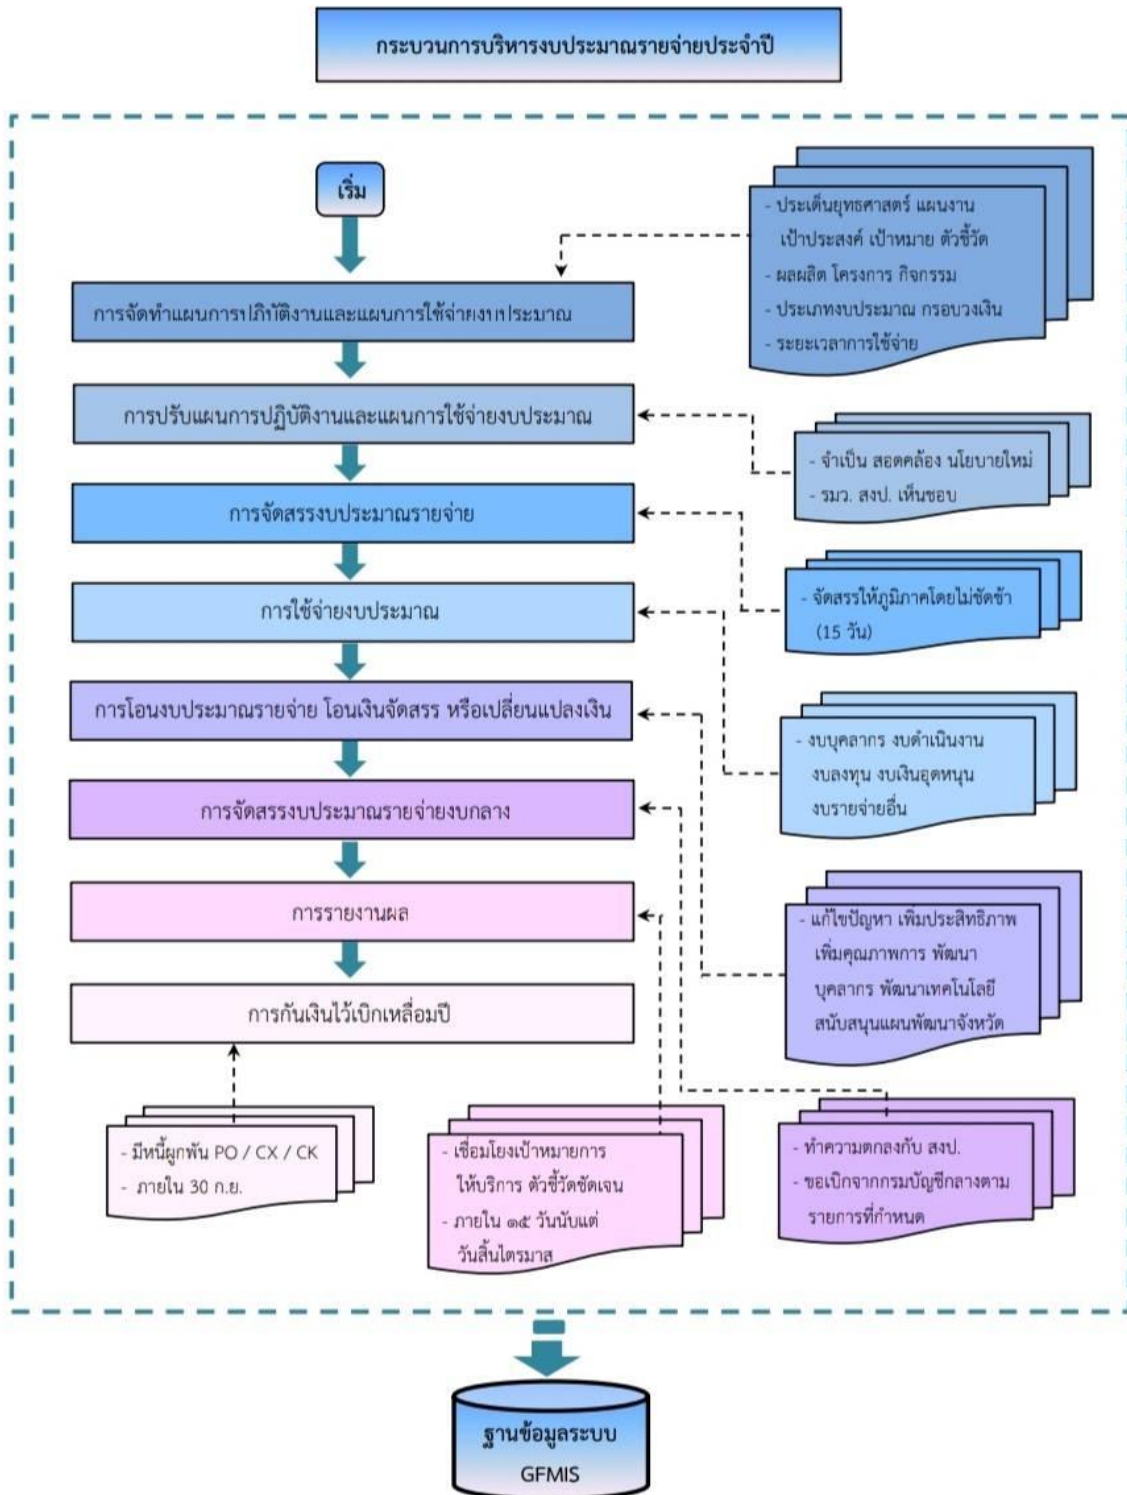 กระบวนการบริหารงบประมาณรายจ่ายประจำปี
เริ่ม
- ประเด็นยุทธศาสตร์ แผนงาน
เป้าประสงค์ เป้าหมาย ตัวชี้วัด
- ผลผลิต โครงการ กิจกรรม
- ประเภทงบประมาณ กรอบวงเงิน
- ระยะเวลาการใช้จ่าย
การจัดทำแผนการปฏิบัติงานและแผนการใช้จ่ายงบประมาณ
การปรับแผนการปฏิบัติงานและแผนการใช้จ่ายงบประมาณ
- จำเป็น สอดคล้อง นโยบายใหม่
- รมว. สงป. เห็นชอบ
การจัดสรรงบประมาณรายจ่าย
- จัดสรรให้ภูมิภาคโดยไม่ชัดช้า
(15 วัน)
การใช้จ่ายงบประมาณ
- งบบุคลากร งบดำเนินงาน
งบลงทุน งบเงินอุดหนุน
งบรายจ่ายอื่น
การโอนงบประมาณรายจ่าย โอนเงินจัดสรร หรือเปลี่ยนแปลงเงิน
- แก้ไขปัญหา เพิ่มประสิทธิภาพ
เพิ่มคุณภาพการ พัฒนา
บุคลากร พัฒนาเทคโนโลยี
สนับสนุนแผนพัฒนาจังหวัด
การจัดสรรงบประมาณรายจ่ายงบกลาง
- ทำความตกลงกับ สงป.
- ขอเบิกจากกรมบัญชีกลางตาม
รายการที่กำหนด
การรายงานผล
- เชื่อมโยงเป้าหมายการ
ให้บริการ ตัวชี้วัดชัดเจน
- ภายใน ๑๕ วันนับแต่
วันสิ้นไตรมาส
การกันเงินไว้เบิกเหลื่อมปี
- มีหนี้ผูกพัน PO / CX / CK
- ภายใน 30 ก.ย.
ฐานข้อมูลระบบ
GFMIS